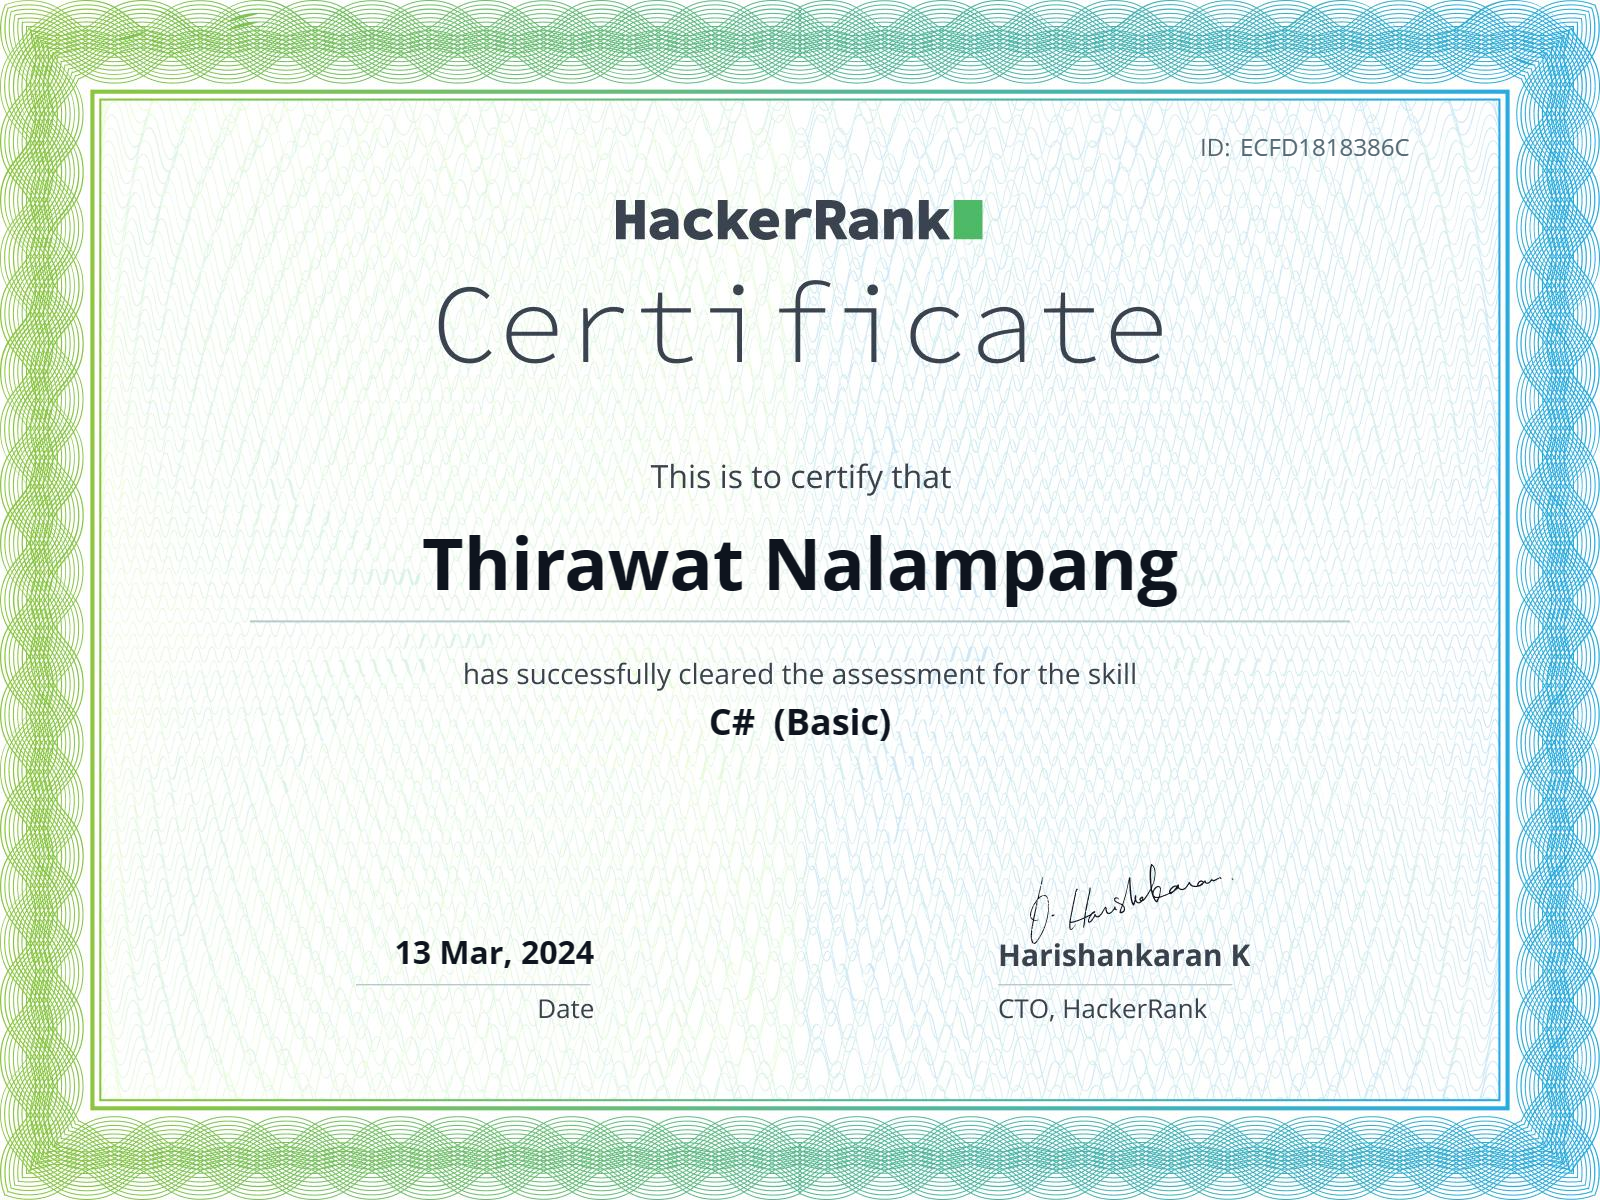 ID: ECFD1818386C
HackerRank
Certificate
This is to certify that
Thirawat Nalampang
has successfully cleared the assessment for the skill
C# (Basic)
J. Harishankaran
13 Mar, 2024
Harishankaran K
Date
CTO, HackerRank